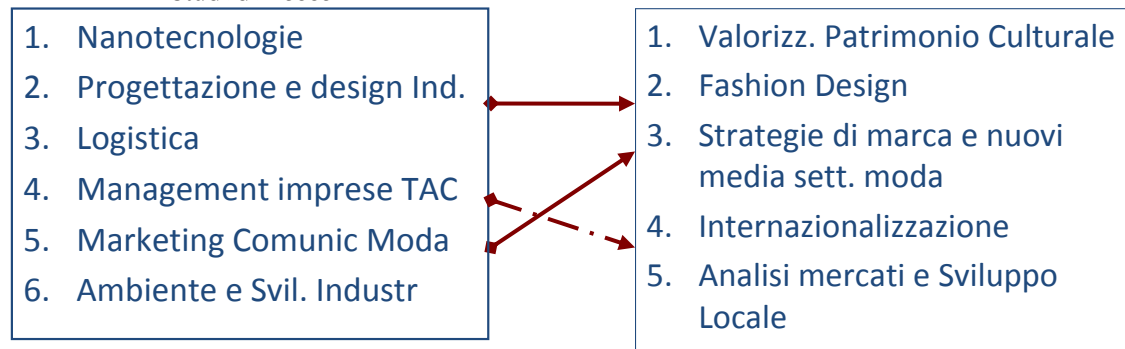 1. Nanotecnologie
2. Progettazione e design Ind.
3. Logistica
4. Management imprese TAC
5. Marketing Comunic Moda
6. Ambiente e Svil. Industr
1. Valorizz. Patrimonio Culturale
2. Fashion Design
3. Strategie di marca e nuovi
media sett. moda
4. Internazionalizzazione
5. Analisi mercati e Sviluppo
Locale